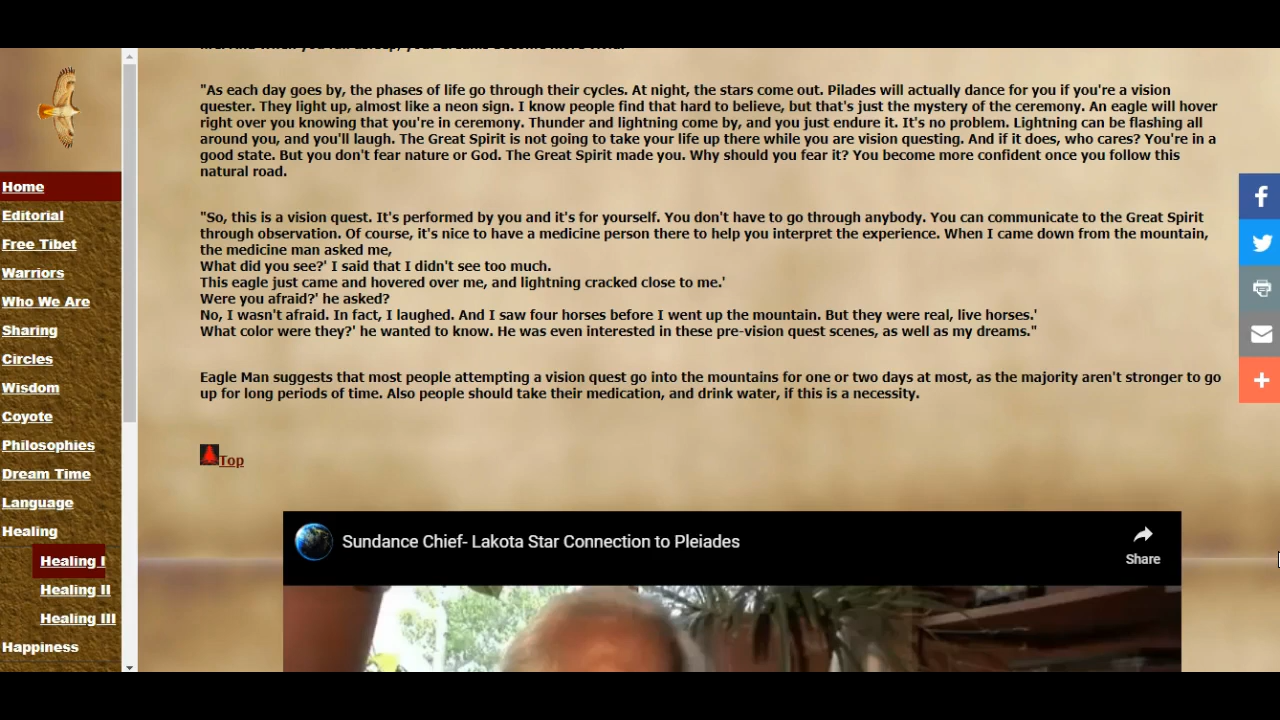 "As each day goes by, the phases of life go through their cycles. At night, the stars come out. Pilades will actually dance for you if you're a vision
quester. They light up, almost like a neon sign. I know people find that hard to believe, but that's just the mystery of the ceremony. An eagle will hover
right over you knowing that you're in ceremony. Thunder and lightning come by, and you just endure it. It's no problem. Lightning can be flashing all
around you, and you'll laugh. The Great Spirit is not going to take your life up there while you are vision questing. And if it does, who cares? You're in a
good state. But you don't fear nature or God. The Great Spirit made you. Why should you fear it? You become more confident once you follow this
natural road.
"So, this is a vision quest. It's performed by you and it's for yourself. You don't have to go through anybody. You can communicate to the Great Spirit
through observation. Of course, it's nice to have a medicine person there to help you interpret the experience. When I came down from the mountain,
the medicine man asked me,
What did you see?' I said that I didn't see too much.
This eagle just came and hovered over me, and lightning cracked close to me.'
Were you afraid?' he asked?
No, I wasn't afraid. In fact, I laughed. And I saw four horses before I went up the mountain. But they were real, live horses.'
What color were they?' he wanted to know. He was even interested in these pre-vision quest scenes, as well as my dreams."
Eagle Man suggests that most people attempting a vision quest go into the mountains for one or two days at most, as the majority aren't stronger to go
up for long periods of time. Also people should take their medication, and drink water, if this is a necessity.
Top
Sundance Chief- Lakota Star Connection to Pleiades
Share
Home
Editorial
Free Tibet
Warriors
Who We Are
Sharing
Circles
Wisdom
Coyote
Philosophies
Dream Time
Language
Healing
Healing I
Healing II
Healing III
Happiness